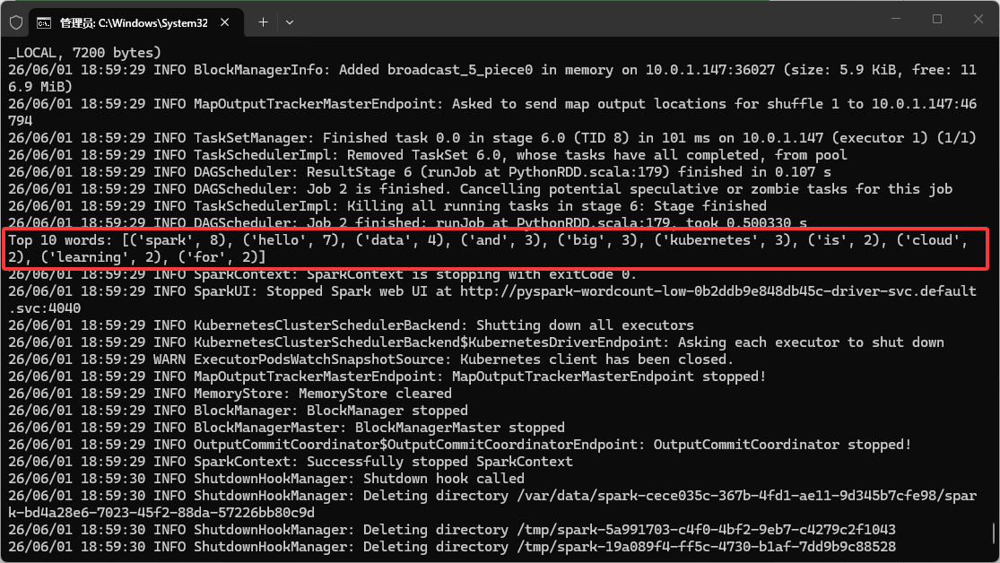 管理员: C:\Windows\System32
_LOCAL, 7200 bytes)
26/06/01 18:59:29 INFO BlockManagerInfo: Added broadcast_5_piece0 in memory on 10.0.1.147:36027 (size: 5.9 KiB, free: 11
6.9 MiB)
26/06/01 18:59:29 INFO MapOutputTrackerMasterEndpoint: Asked to send map output locations for shuffle 1 to 10.0.1.147:46
794
26/06/01 18:59:29 INFO TaskSetManager: Finished task 0.0 in stage 6.0 (TID 8) in 101 ms on 10.0.1.147 (executor 1) (1/1)
26/06/01 18:59:29 INFO TaskSchedulerImpl: Removed TaskSet 6.0, whose tasks have all completed, from pool
26/06/01 18:59:29 INFO DAGScheduler: ResultStage 6 (runJob at PythonRDD.scala:179) finished in 0.107 s
26/06/01 18:59:29 INFO DAGScheduler: Job 2 is finished. Cancelling potential speculative or zombie tasks for this job
26/06/01 18:59:29 INFO TaskSchedulerImpl: Killing all running tasks in stage 6: Stage finished
26/06/01 18:59:29 INFO DAGScheduler: Job 2 finished: runJob at PythonRDD.scala:179, took 0.500330 s
Top 10 words: [('spark', 8), ('hello', 7), ('data', 4), ('and', 3), ('big', 3), ('kubernetes', 3), ('is', 2), ('cloud',
2), ('learning', 2), ('for', 2)]
26/06/01 18:59:29 INFO SparkContext: SparkContext is stopping with exitCode 0.
26/06/01 18:59:29 INFO SparkUI: Stopped Spark web UI at http://pyspark-wordcount-low-0b2ddb9e848db45c-driver-svc.default
.svc:4040
26/06/01 18:59:29 INFO KubernetesClusterSchedulerBackend: Shutting down all executors
26/06/01 18:59:29 INFO KubernetesClusterSchedulerBackend$KubernetesDriverEndpoint: Asking each executor to shut down
26/06/01 18:59:29 WARN ExecutorPodsWatchSnapshotSource: Kubernetes client has been closed.
26/06/01 18:59:29 INFO MapOutputTrackerMasterEndpoint: MapOutputTrackerMasterEndpoint stopped!
26/06/01 18:59:29 INFO MemoryStore: MemoryStore cleared
26/06/01 18:59:29 INFO BlockManager: BlockManager stopped
26/06/01 18:59:29 INFO BlockManagerMaster: BlockManagerMaster stopped
26/06/01 18:59:29 INFO OutputCommitCoordinator$OutputCommitCoordinatorEndpoint: OutputCommitCoordinator stopped!
26/06/01 18:59:29 INFO SparkContext: Successfully stopped SparkContext
26/06/01 18:59:30 INFO ShutdownHookManager: Shutdown hook called
26/06/01 18:59:30 INFO ShutdownHookManager: Deleting directory /var/data/spark-cece035c-367b-4fd1-ae11-9d345b7cfe98/spar
k-bd4a28e6-7023-45f2-88da-57226bb80c9d
26/06/01 18:59:30 INFO ShutdownHookManager: Deleting directory /tmp/spark-5a991703-c4f0-4bf2-9eb7-c4279c2f1043
26/06/01 18:59:30 INFO ShutdownHookManager: Deleting directory /tmp/spark-19a089f4-ff5c-4730-b1af-7dd9b9c88528